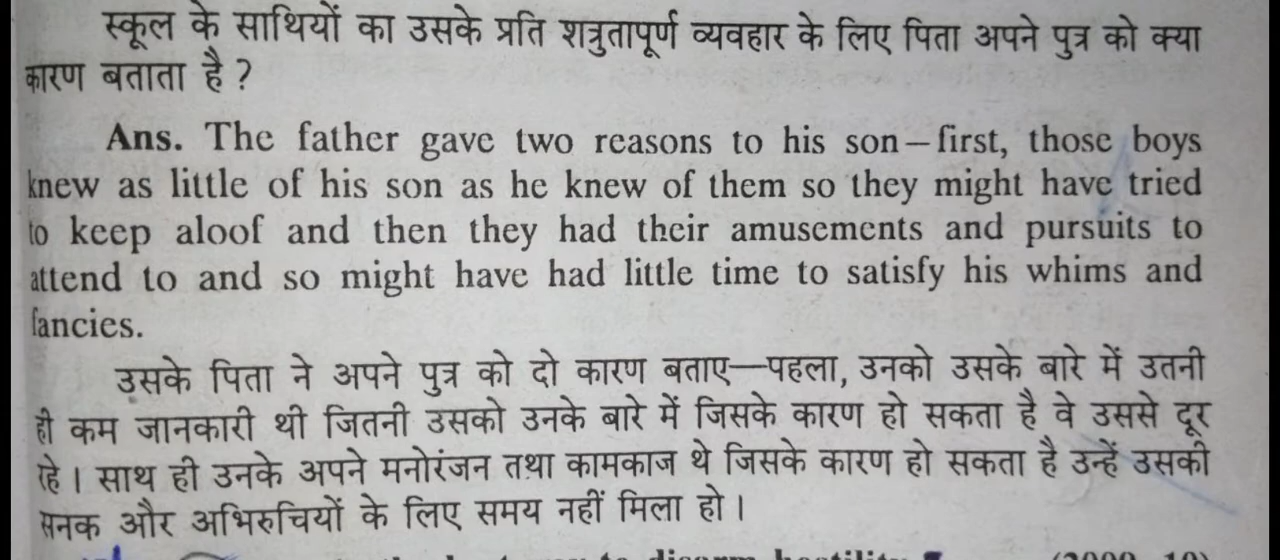 स्कूल के साथियों का उसके प्रति शत्रुतापूर्ण व्यवहार के लिए पिता अपने पुत्र को क्या
कारण बताता है ?
Ans. The father gave two reasons to his son—first, those boys
knew as little of his son as he knew of them so they might have tried
to keep aloof and then they had their amusements and pursuits to
attend to and so might have had little time to satisfy his whims and
fancies.
उसके पिता ने अपने पुत्र को दो कारण बताए—पहला, उनको उसके बारे में उतनी
ही कम जानकारी थी जितनी उसको उनके बारे में जिसके कारण हो सकता है वे उससे दूर
रहे। साथ ही उनके अपने मनोरंजन तथा कामकाज थे जिसके कारण हो सकता है उन्हें उसकी
सनक और अभिरुचियों के लिए समय नहीं मिला हो।
to disarm hostility